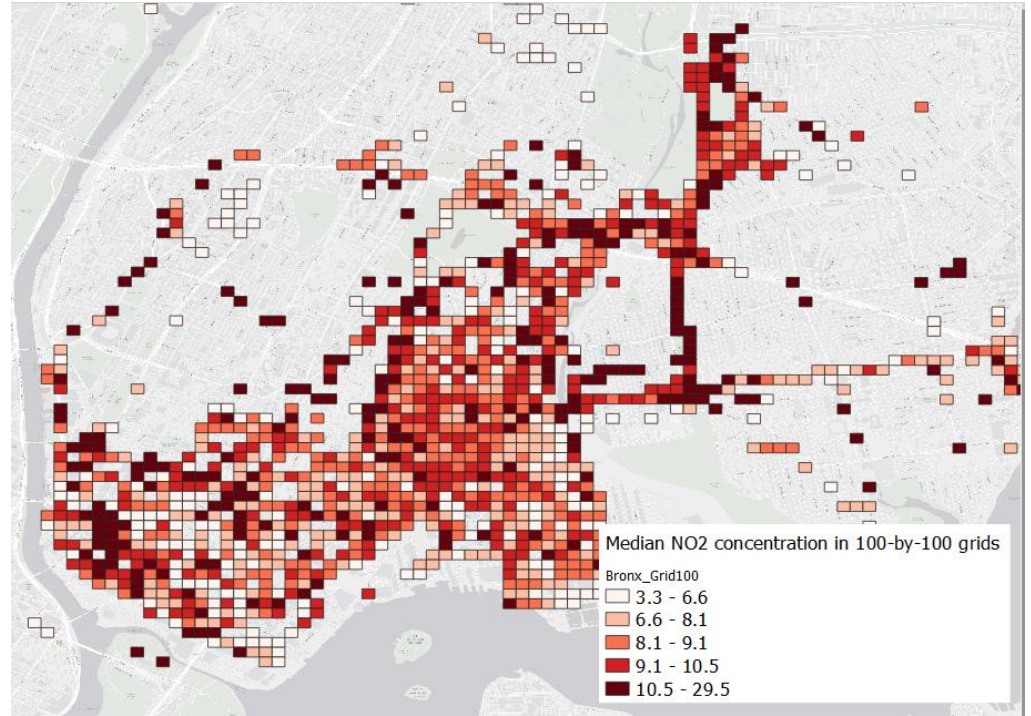 Median NO2 concentration in 100-by-100 grids
Bronx_Grid100
3.3 - 6.6
6.6 - 8.1
8.1 - 9.1
9.1 - 10.5
10.5 - 29.5